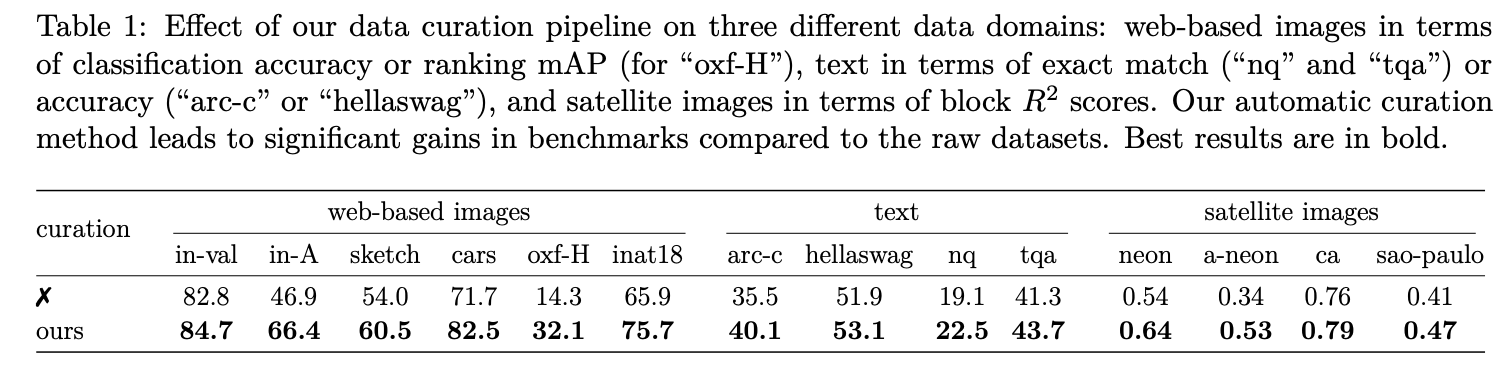 Table 1: Effect of our data curation pipeline on three different data domains: web-based images in terms
of classification accuracy or ranking mAP (for “oxf-H”), text in terms of exact match (“nq” and “tqa”) or
accuracy (“arc-c” or “hellaswag”), and satellite images in terms of block R² scores. Our automatic curation
method leads to significant gains in benchmarks compared to the raw datasets. Best results are in bold.
curation web-based images text satellite images
in-val in-A sketch cars oxf-H inat18 arc-c hellaswag nq tqa neon a-neon ca sao-paulo
✗ 82.8 46.9 54.0 71.7 14.3 65.9 35.5 51.9 19.1 41.3 0.54 0.34 0.76 0.41
ours 84.7 66.4 60.5 82.5 32.1 75.7 40.1 53.1 22.5 43.7 0.64 0.53 0.79 0.47